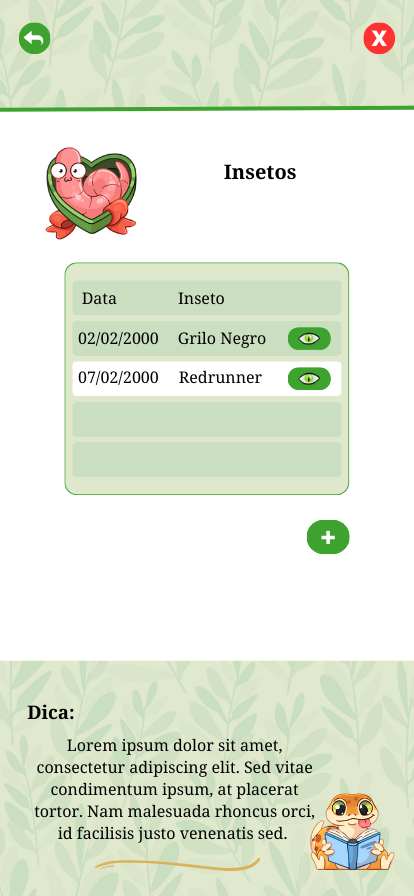 X
Insetos
Data Inseto
02/02/2000 Grilo Negro
07/02/2000 Redrunner
+
Dica:
Lorem ipsum dolor sit amet,
consectetur adipiscing elit. Sed vitae
condimentum ipsum, at placerat
tortor. Nam malesuada rhoncus orci,
id facilisis justo venenatis sed.